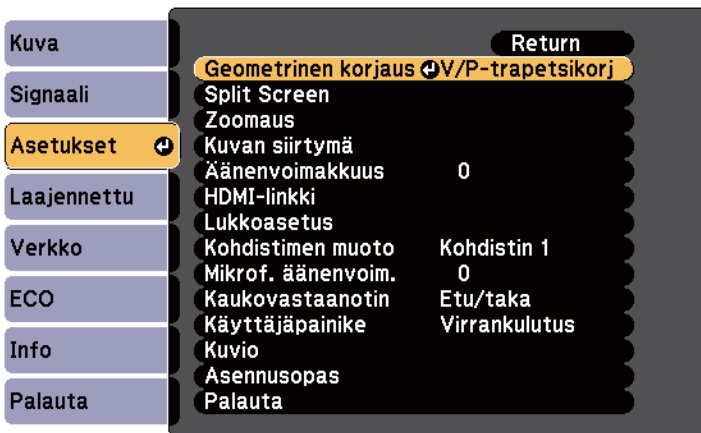 Kuva
Signaali
Asetukset
Laajennettu
Verkko
ECO
Info
Palauta
Return
Geometrinen korjaus V/P-trapetsikorj
Split Screen
Zoomaus
Kuvan siirtymä
Äänenvoimakkuus 0
HDMI-linkki
Lukkoasetus
Kohdistimen muoto Kohdistin 1
Mikrof. äänenvoim. 0
Kaukovastaanotin Etu/taka
Käyttäjäpainike Virrankulutus
Kuvio
Asennusopas
Palauta